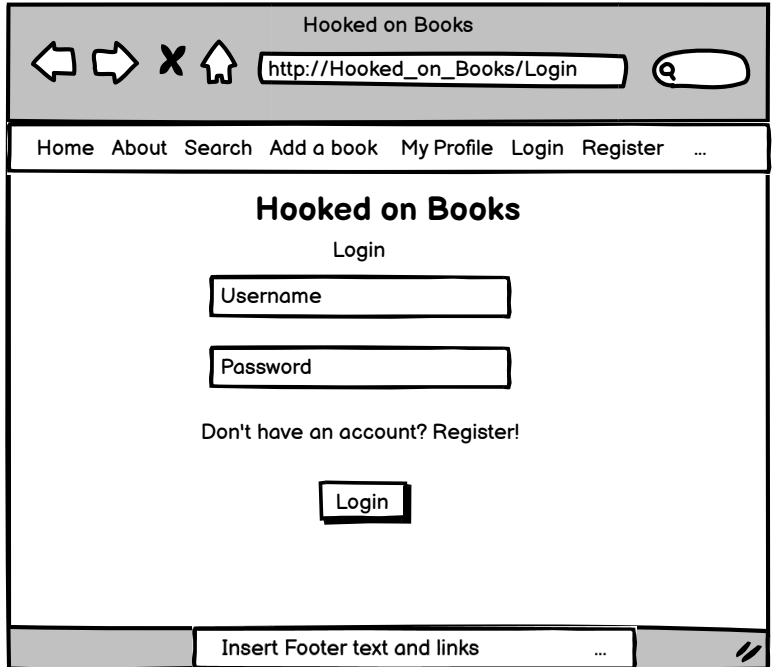 Hooked on Books
http://Hooked_on_Books/Login
Home About Search Add a book My Profile Login Register ...
Hooked on Books
Login
Username
Password
Don't have an account? Register!
Login
Insert Footer text and links ...